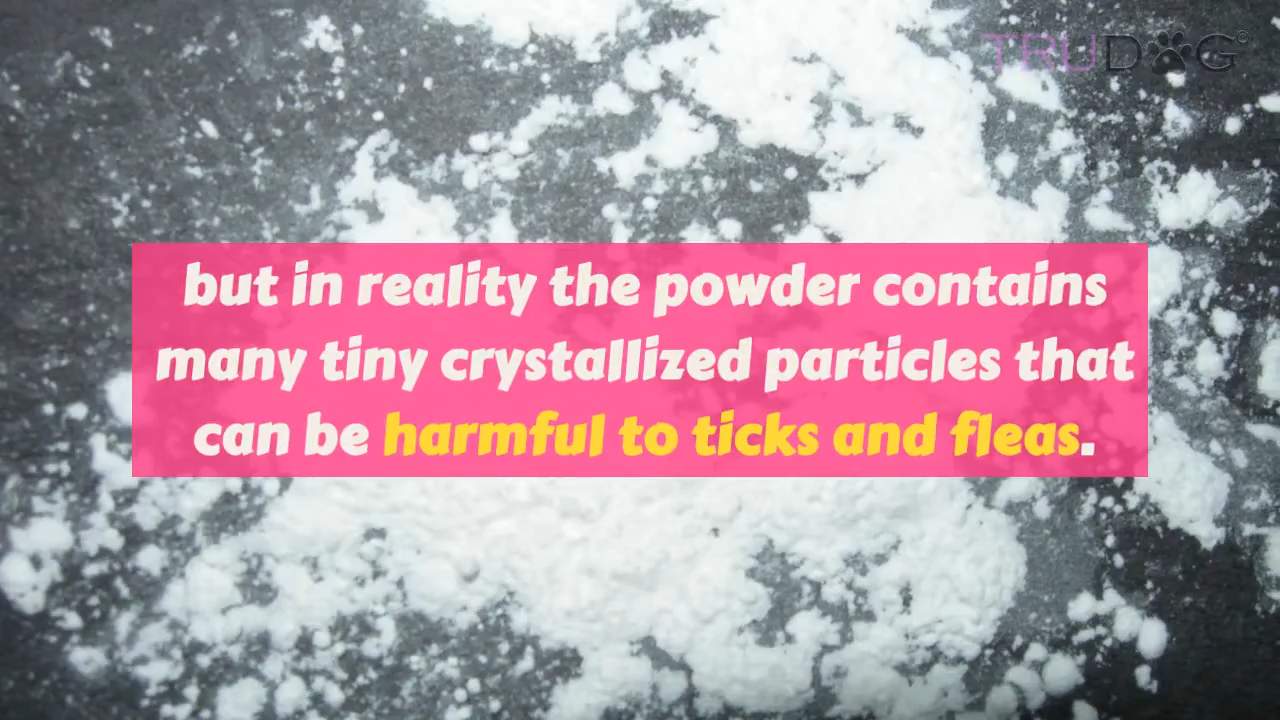 TRUDOG©
but in reality the powder contains
many tiny crystallized particles that
can be harmful to ticks and fleas.